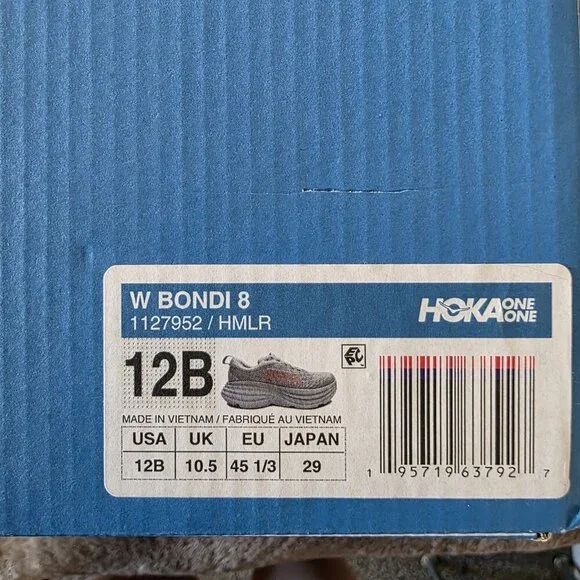 W BONDI 8
1127952 / HMLR
HOKA ONE ONE
12B
EPC
MADE IN VIETNAM / FABRIQUÉ AU VIETNAM
USA UK EU JAPAN
12B 10.5 45 1/3 29
1 95719 63792 7